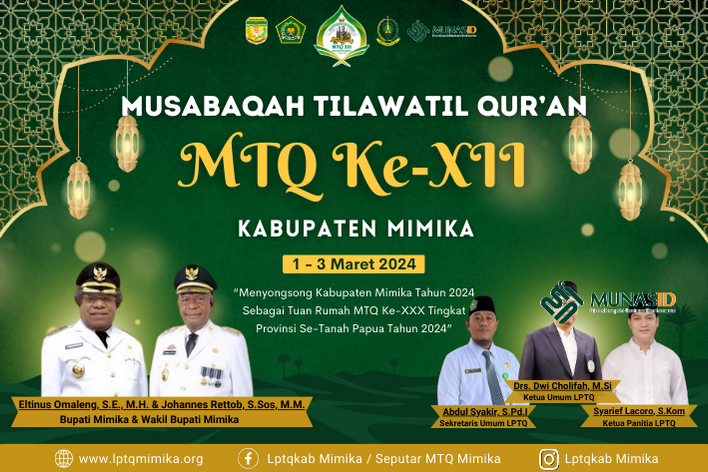 MTQ XII
MUNASID
MUSABAQAH TILAWATIL QUR'AN
MTQ Ke-XII
KABUPATEN MIMIKA
1 - 3 Maret 2024
"Menyongsong Kabupaten Mimika Tahun 2024
Sebagai Tuan Rumah MTQ Ke-XXX Tingkat
Provinsi Se-Tanah Papua Tahun 2024"
MUNASID
Eltinus Omaleng, S.E., M.H. & Johannes Rettob, S.Sos, M.M.
Bupati Mimika & Wakil Bupati Mimika
Drs. Dwi Cholifah, M.Si
Ketua Umum LPTQ
Abdul Syakir, S.Pd.I
Sekretaris Umum LPTQ
Syarief Lacoro, S.Kom
Ketua Panitia LPTQ
www.lptqmimika.org
Lptqkab Mimika / Seputar MTQ Mimika
Lptqkab Mimika